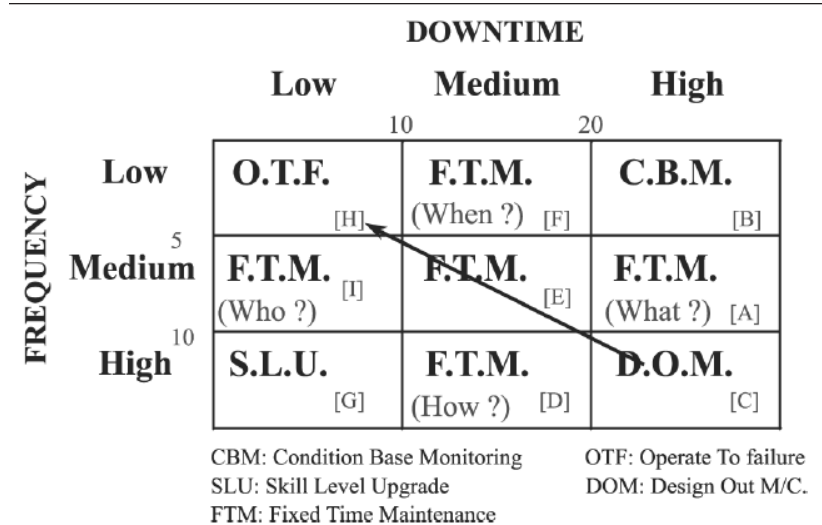 DOWNTIME
Low Medium High
10 20
FREQUENCY
Low O.T.F. F.T.M. C.B.M.
[H] (When ?) [F] [B]
5
Medium F.T.M. F.T.M. F.T.M.
(Who ?) [I] [E] (What ?) [A]
10
High S.L.U. F.T.M. D.O.M.
[G] (How ?) [D] [C]
CBM: Condition Base Monitoring OTF: Operate To failure
SLU: Skill Level Upgrade DOM: Design Out M/C.
FTM: Fixed Time Maintenance